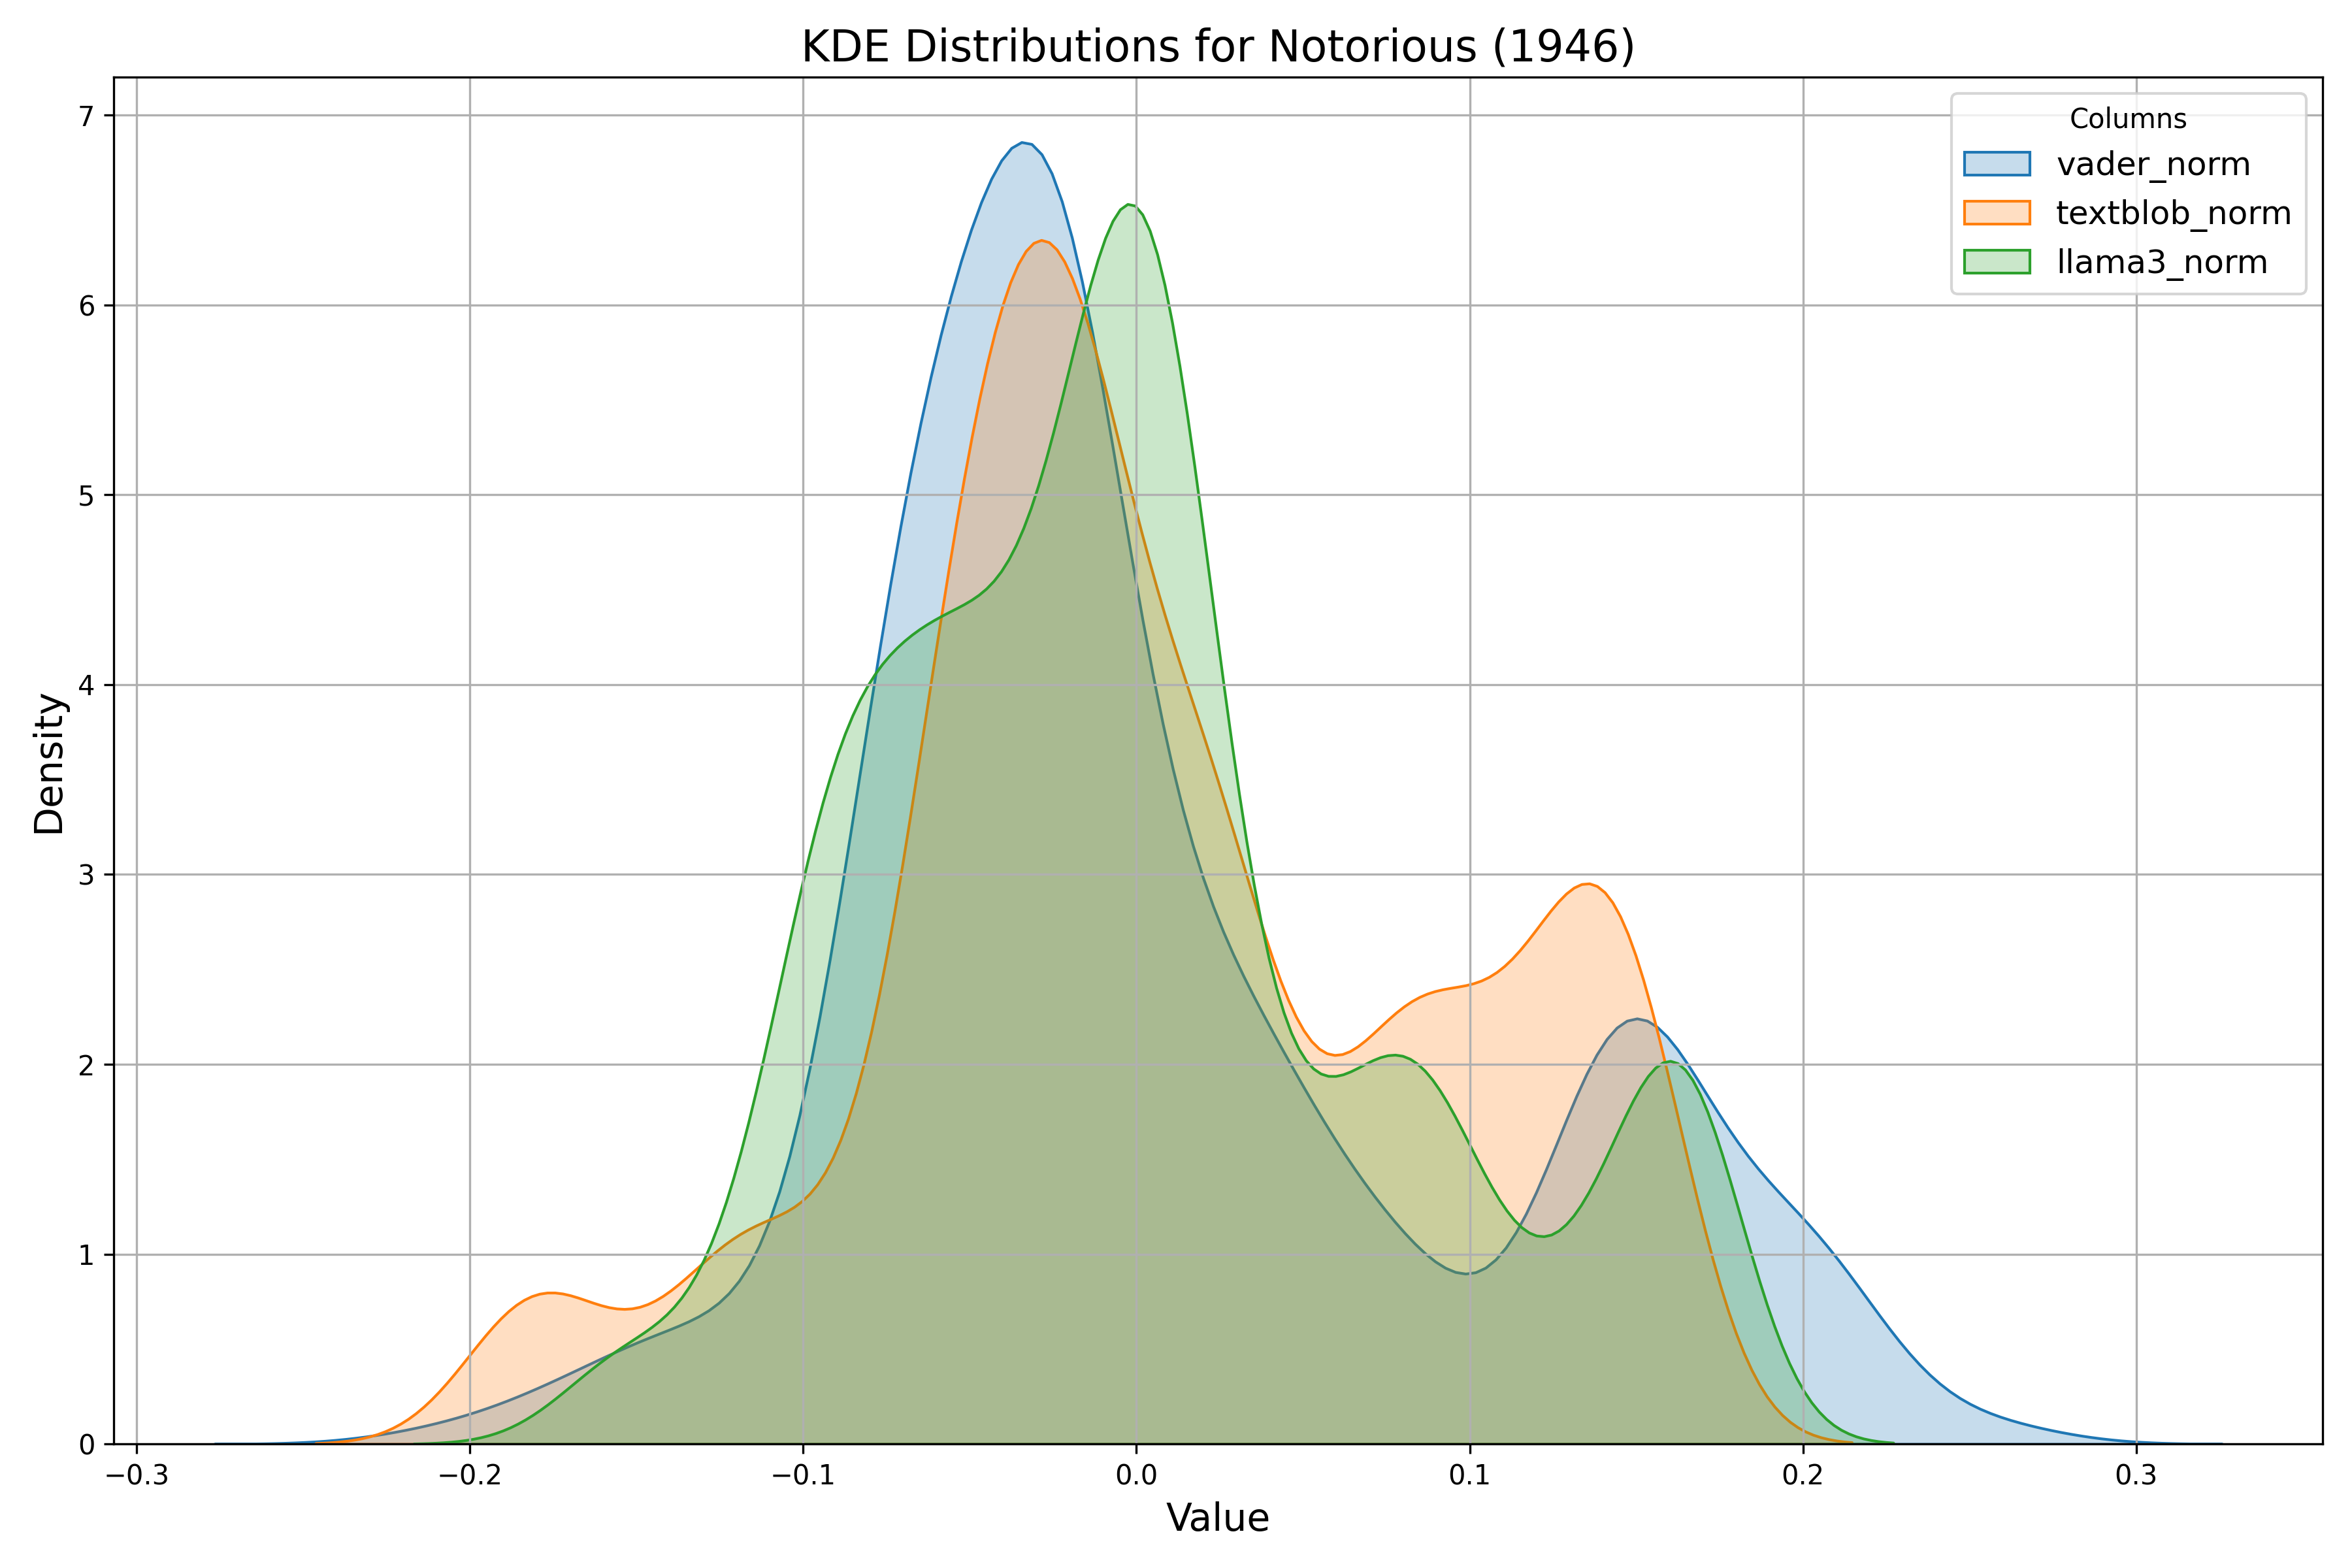 KDE Distributions for Notorious (1946)
Columns
vader_norm
textblob_norm
llama3_norm
Density
7
6
5
4
3
2
1
0
−0.3 −0.2 −0.1 0.0 0.1 0.2 0.3
Value